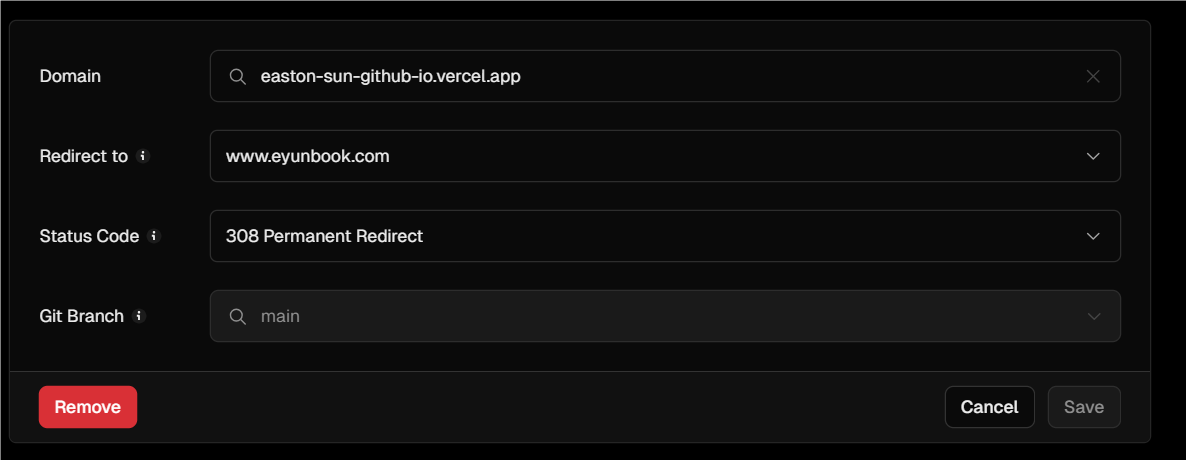 Domain
easton-sun-github-io.vercel.app
Redirect to
www.eyunbook.com
Status Code
308 Permanent Redirect
Git Branch
main
Remove
Cancel
Save